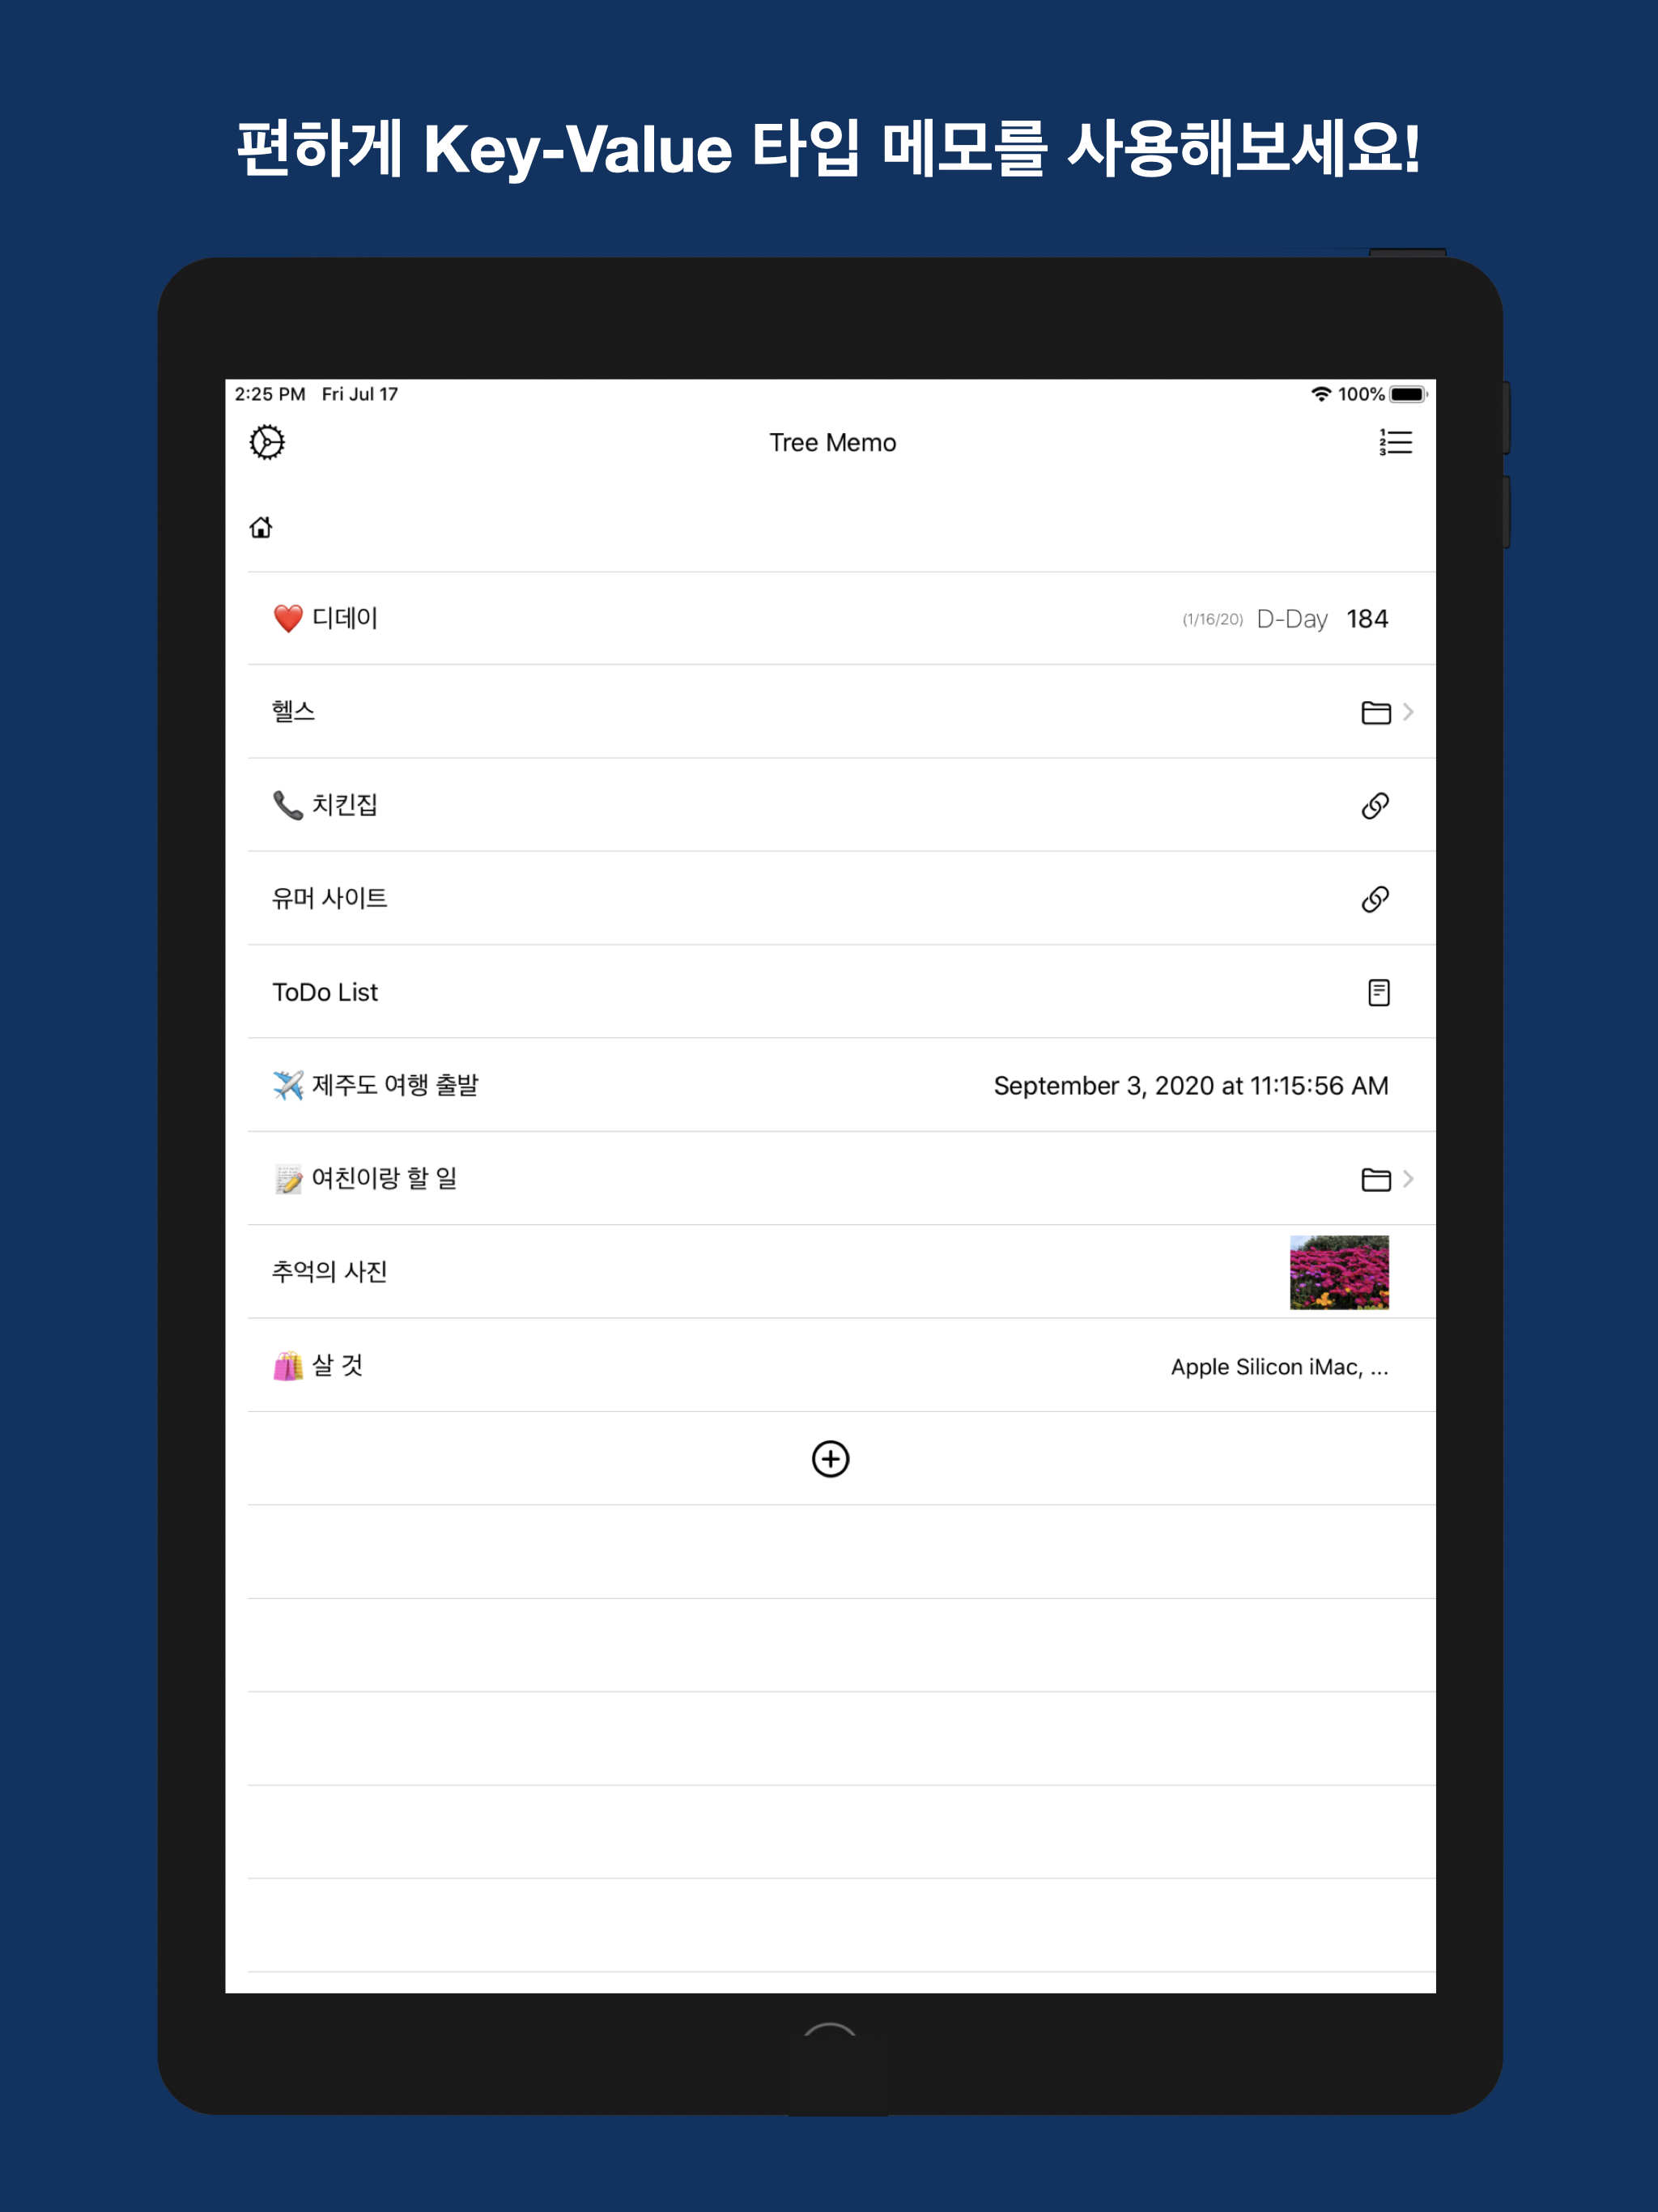 편하게 Key-Value 타입 메모를 사용해보세요!
2:25 PM Fri Jul 17 100%
Tree Memo
❤️ 디데이 (1/16/20) D-Day 184
헬스
📞 치킨집
유머 사이트
ToDo List
✈️ 제주도 여행 출발 September 3, 2020 at 11:15:56 AM
📝 여친이랑 할 일
추억의 사진
🛍️ 살 것 Apple Silicon iMac, ...